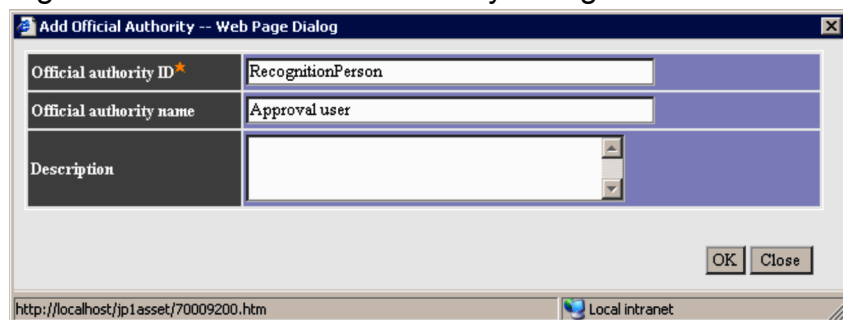 Add Official Authority -- Web Page Dialog
Official authority ID★ RecognitionPerson
Official authority name Approval user
Description
OK Close
http://localhost/jp1asset/70009200.htm Local intranet